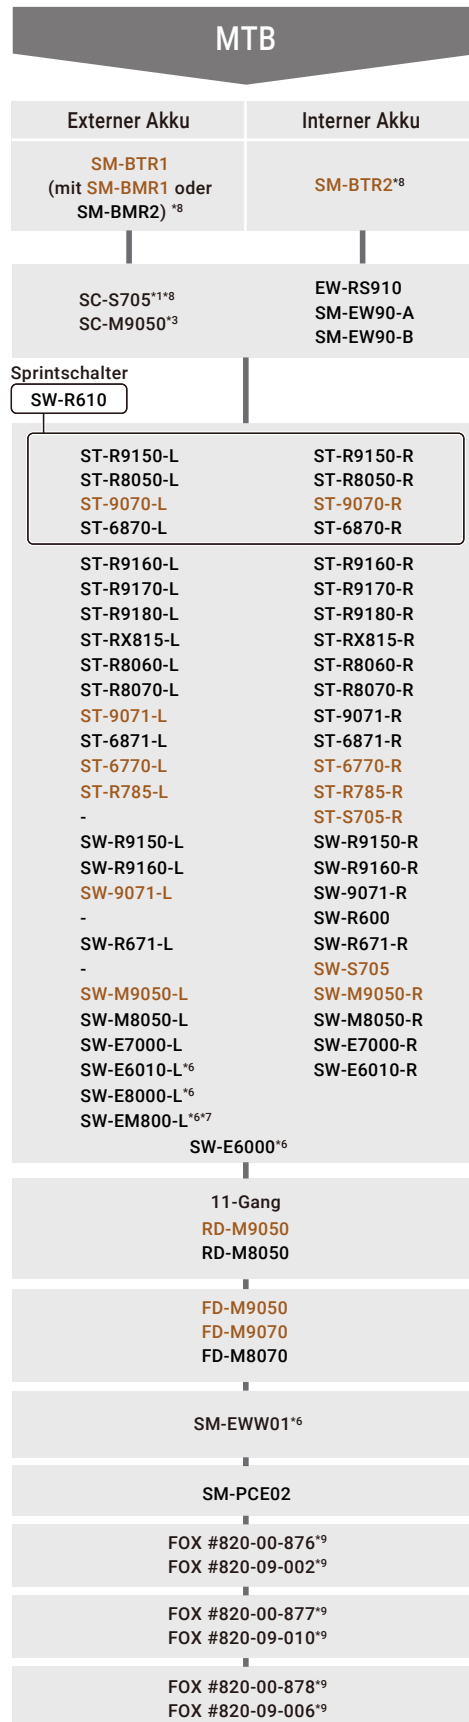 MTB
Externer Akku Interner Akku
SM-BTR1
(mit SM-BMR1 oder
SM-BMR2) *8
SM-BTR2*8
SC-S705*1*8
SC-M9050*3
EW-RS910
SM-EW90-A
SM-EW90-B
Sprintschalter
SW-R610
ST-R9150-L ST-R9150-R
ST-R8050-L ST-R8050-R
ST-9070-L ST-9070-R
ST-6870-L ST-6870-R
ST-R9160-L ST-R9160-R
ST-R9170-L ST-R9170-R
ST-R9180-L ST-R9180-R
ST-RX815-L ST-RX815-R
ST-R8060-L ST-R8060-R
ST-R8070-L ST-R8070-R
ST-9071-L ST-9071-R
ST-6871-L ST-6871-R
ST-6770-L ST-6770-R
ST-R785-L ST-R785-R
- ST-S705-R
SW-R9150-L SW-R9150-R
SW-R9160-L SW-R9160-R
SW-9071-L SW-9071-R
- SW-R600
SW-R671-L SW-R671-R
- SW-S705
SW-M9050-L SW-M9050-R
SW-M8050-L SW-M8050-R
SW-E7000-L SW-E7000-R
SW-E6010-L*6 SW-E6010-R
SW-E8000-L*6
SW-EM800-L*6*7
SW-E6000*6
11-Gang
RD-M9050
RD-M8050
FD-M9050
FD-M9070
FD-M8070
SM-EWW01*6
SM-PCE02
FOX #820-00-876*9
FOX #820-09-002*9
FOX #820-00-877*9
FOX #820-09-010*9
FOX #820-00-878*9
FOX #820-09-006*9